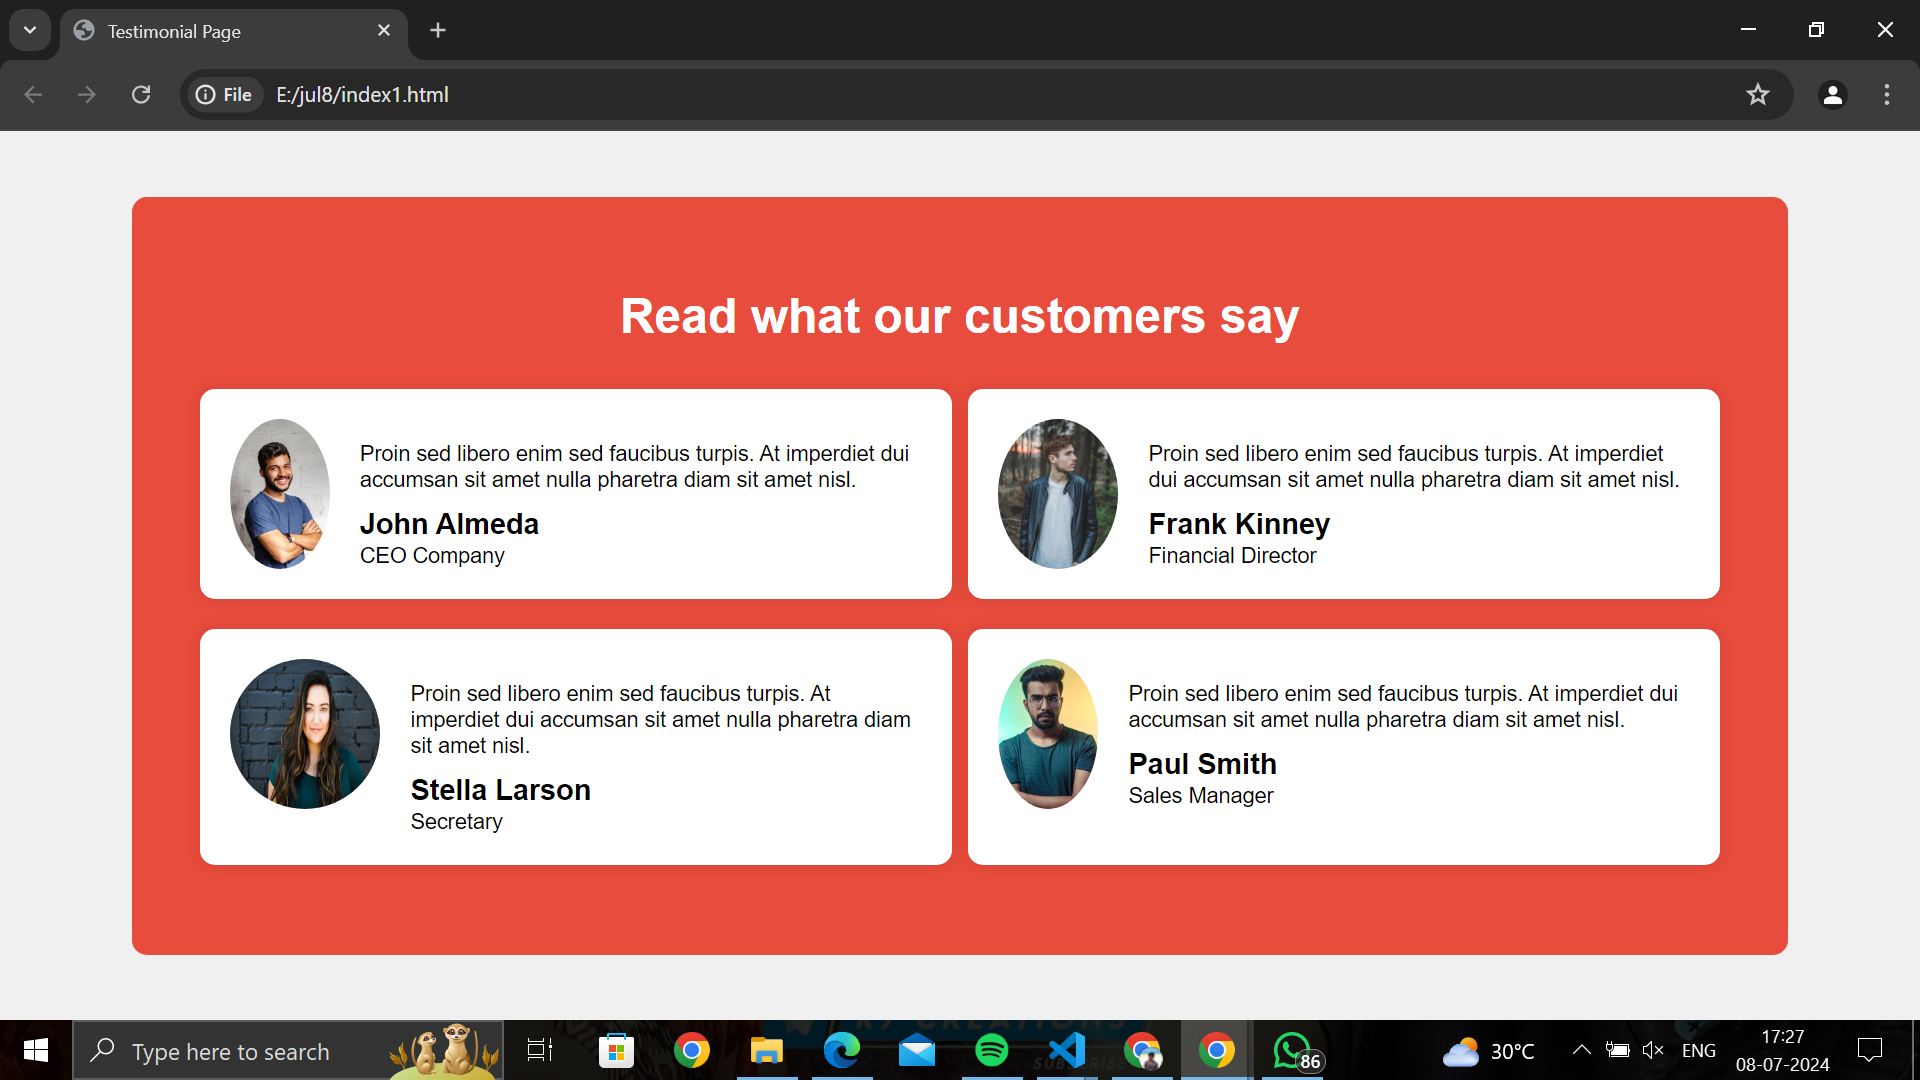 Testimonial Page
File
E:/jul8/index1.html
Read what our customers say
Proin sed libero enim sed faucibus turpis. At imperdiet dui
accumsan sit amet nulla pharetra diam sit amet nisl.
John Almeda
CEO Company
Proin sed libero enim sed faucibus turpis. At imperdiet
dui accumsan sit amet nulla pharetra diam sit amet nisl.
Frank Kinney
Financial Director
Proin sed libero enim sed faucibus turpis. At
imperdiet dui accumsan sit amet nulla pharetra diam
sit amet nisl.
Stella Larson
Secretary
Proin sed libero enim sed faucibus turpis. At imperdiet dui
accumsan sit amet nulla pharetra diam sit amet nisl.
Paul Smith
Sales Manager
Type here to search
SUBSCRIBE
86
30°C
ENG
17:27
08-07-2024